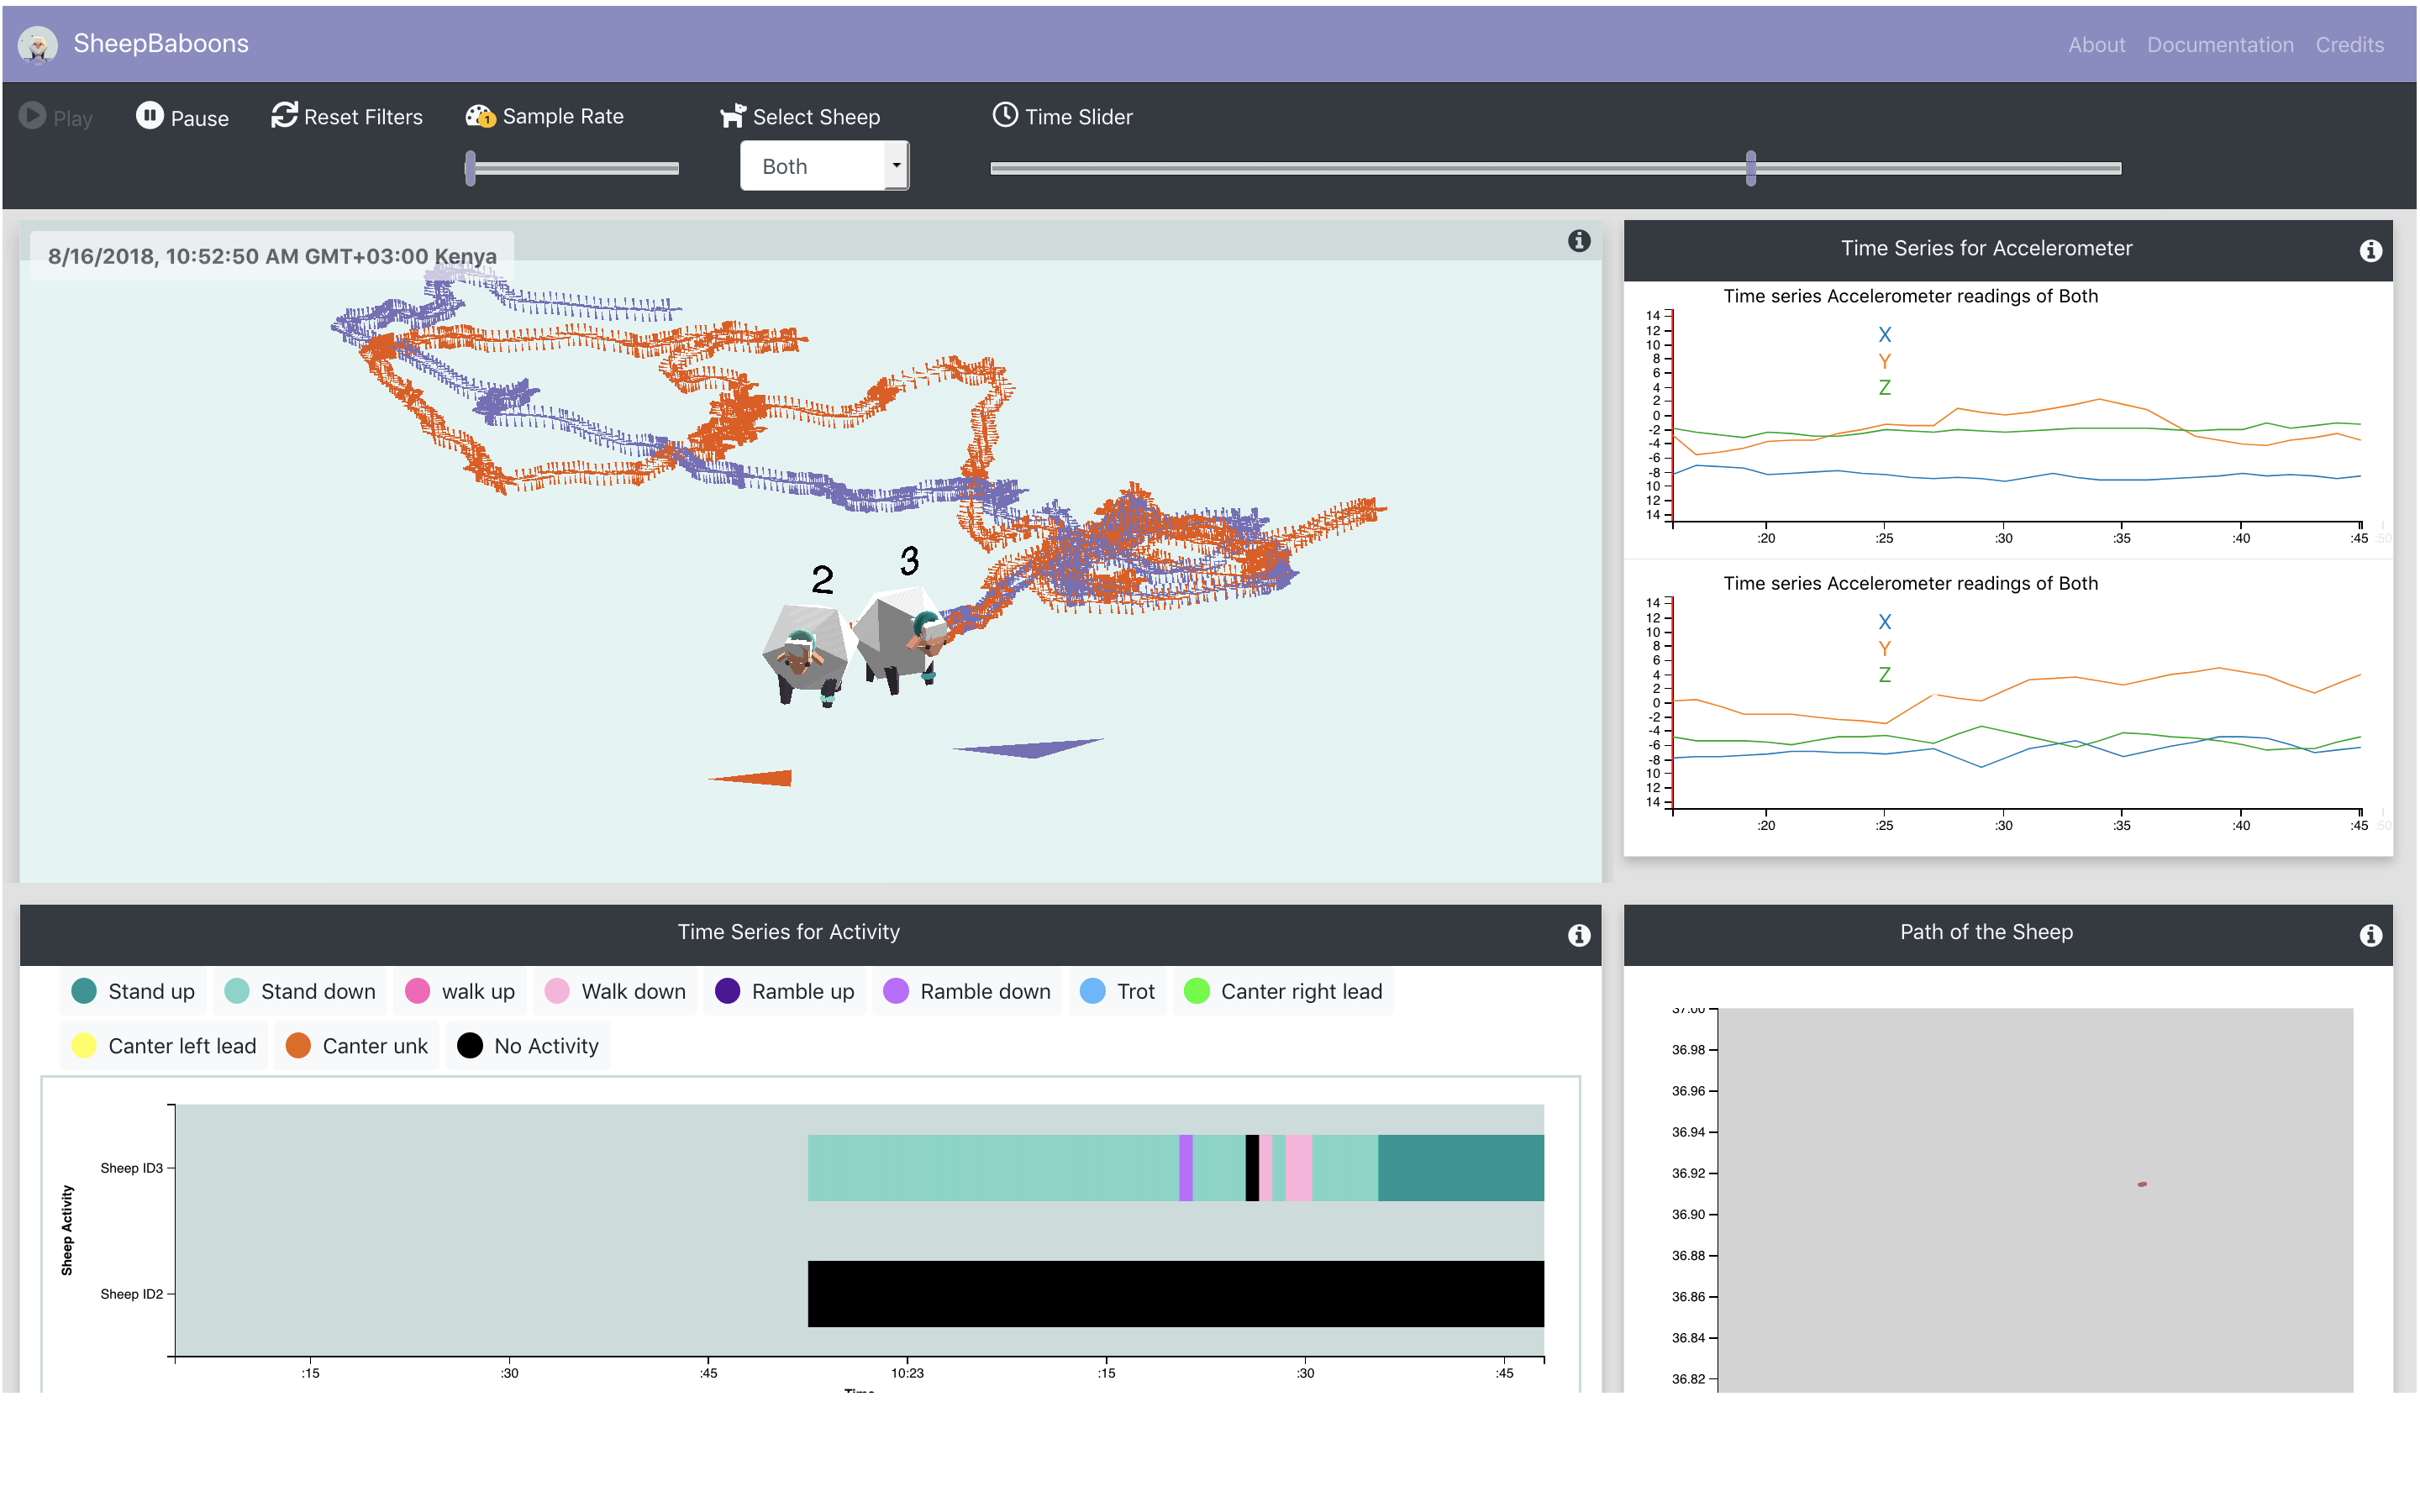 SheepBaboons
About Documentation Credits
Play Pause Reset Filters 1 Sample Rate Select Sheep Time Slider
Both
8/16/2018, 10:52:50 AM GMT+03:00 Kenya
2
3
Time Series for Accelerometer
Time series Accelerometer readings of Both
14
12
10
8
6
4
2
0
-2
-4
-6
-8
10
12
14
X
Y
Z
:20 :25 :30 :35 :40 :45 :50
Time series Accelerometer readings of Both
14
12
10
8
6
4
2
0
-2
-4
-6
-8
10
12
14
X
Y
Z
:20 :25 :30 :35 :40 :45 :50
Time Series for Activity
Stand up Stand down walk up Walk down Ramble up Ramble down Trot Canter right lead
Canter left lead Canter unk No Activity
Sheep Activity
Sheep ID3
Sheep ID2
:15 :30 :45 10:23 :15 :30 :45
Time
Path of the Sheep
37.00
36.98
36.96
36.94
36.92
36.90
36.88
36.86
36.84
36.82